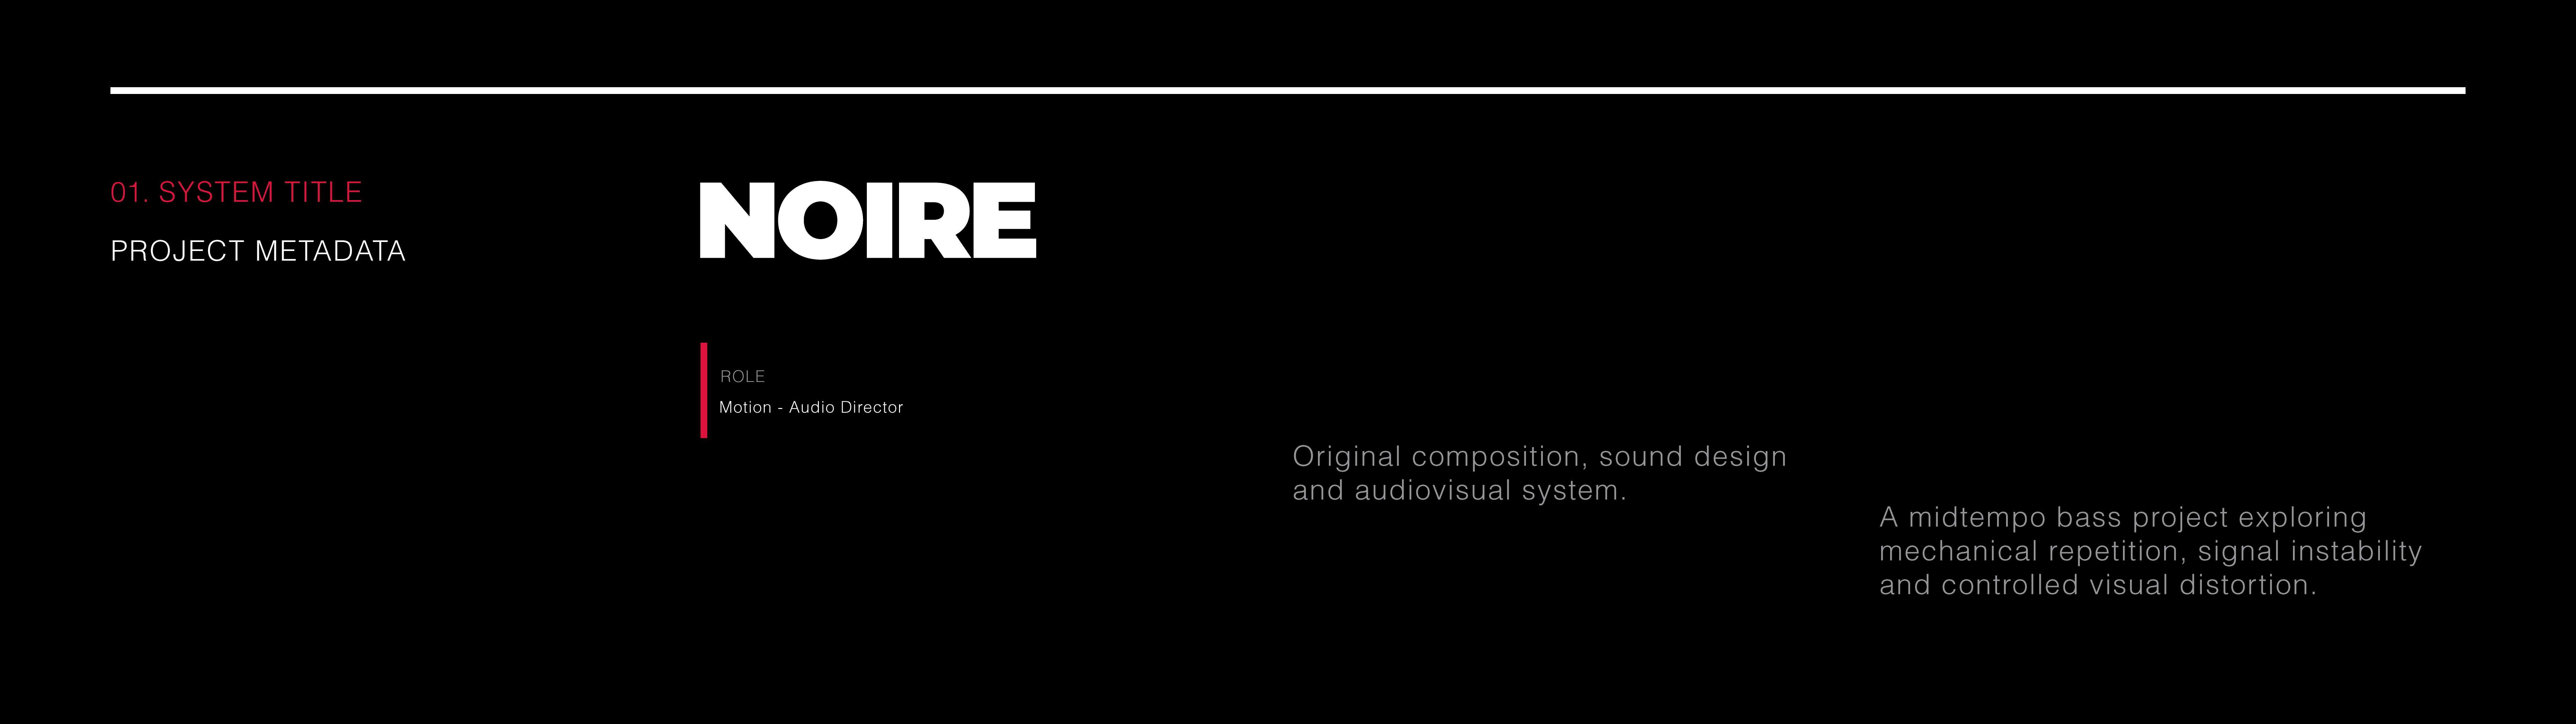 01. SYSTEM TITLE
PROJECT METADATA
NOIRE
ROLE
Motion - Audio Director
Original composition, sound design
and audiovisual system.
A midtempo bass project exploring
mechanical repetition, signal instability
and controlled visual distortion.